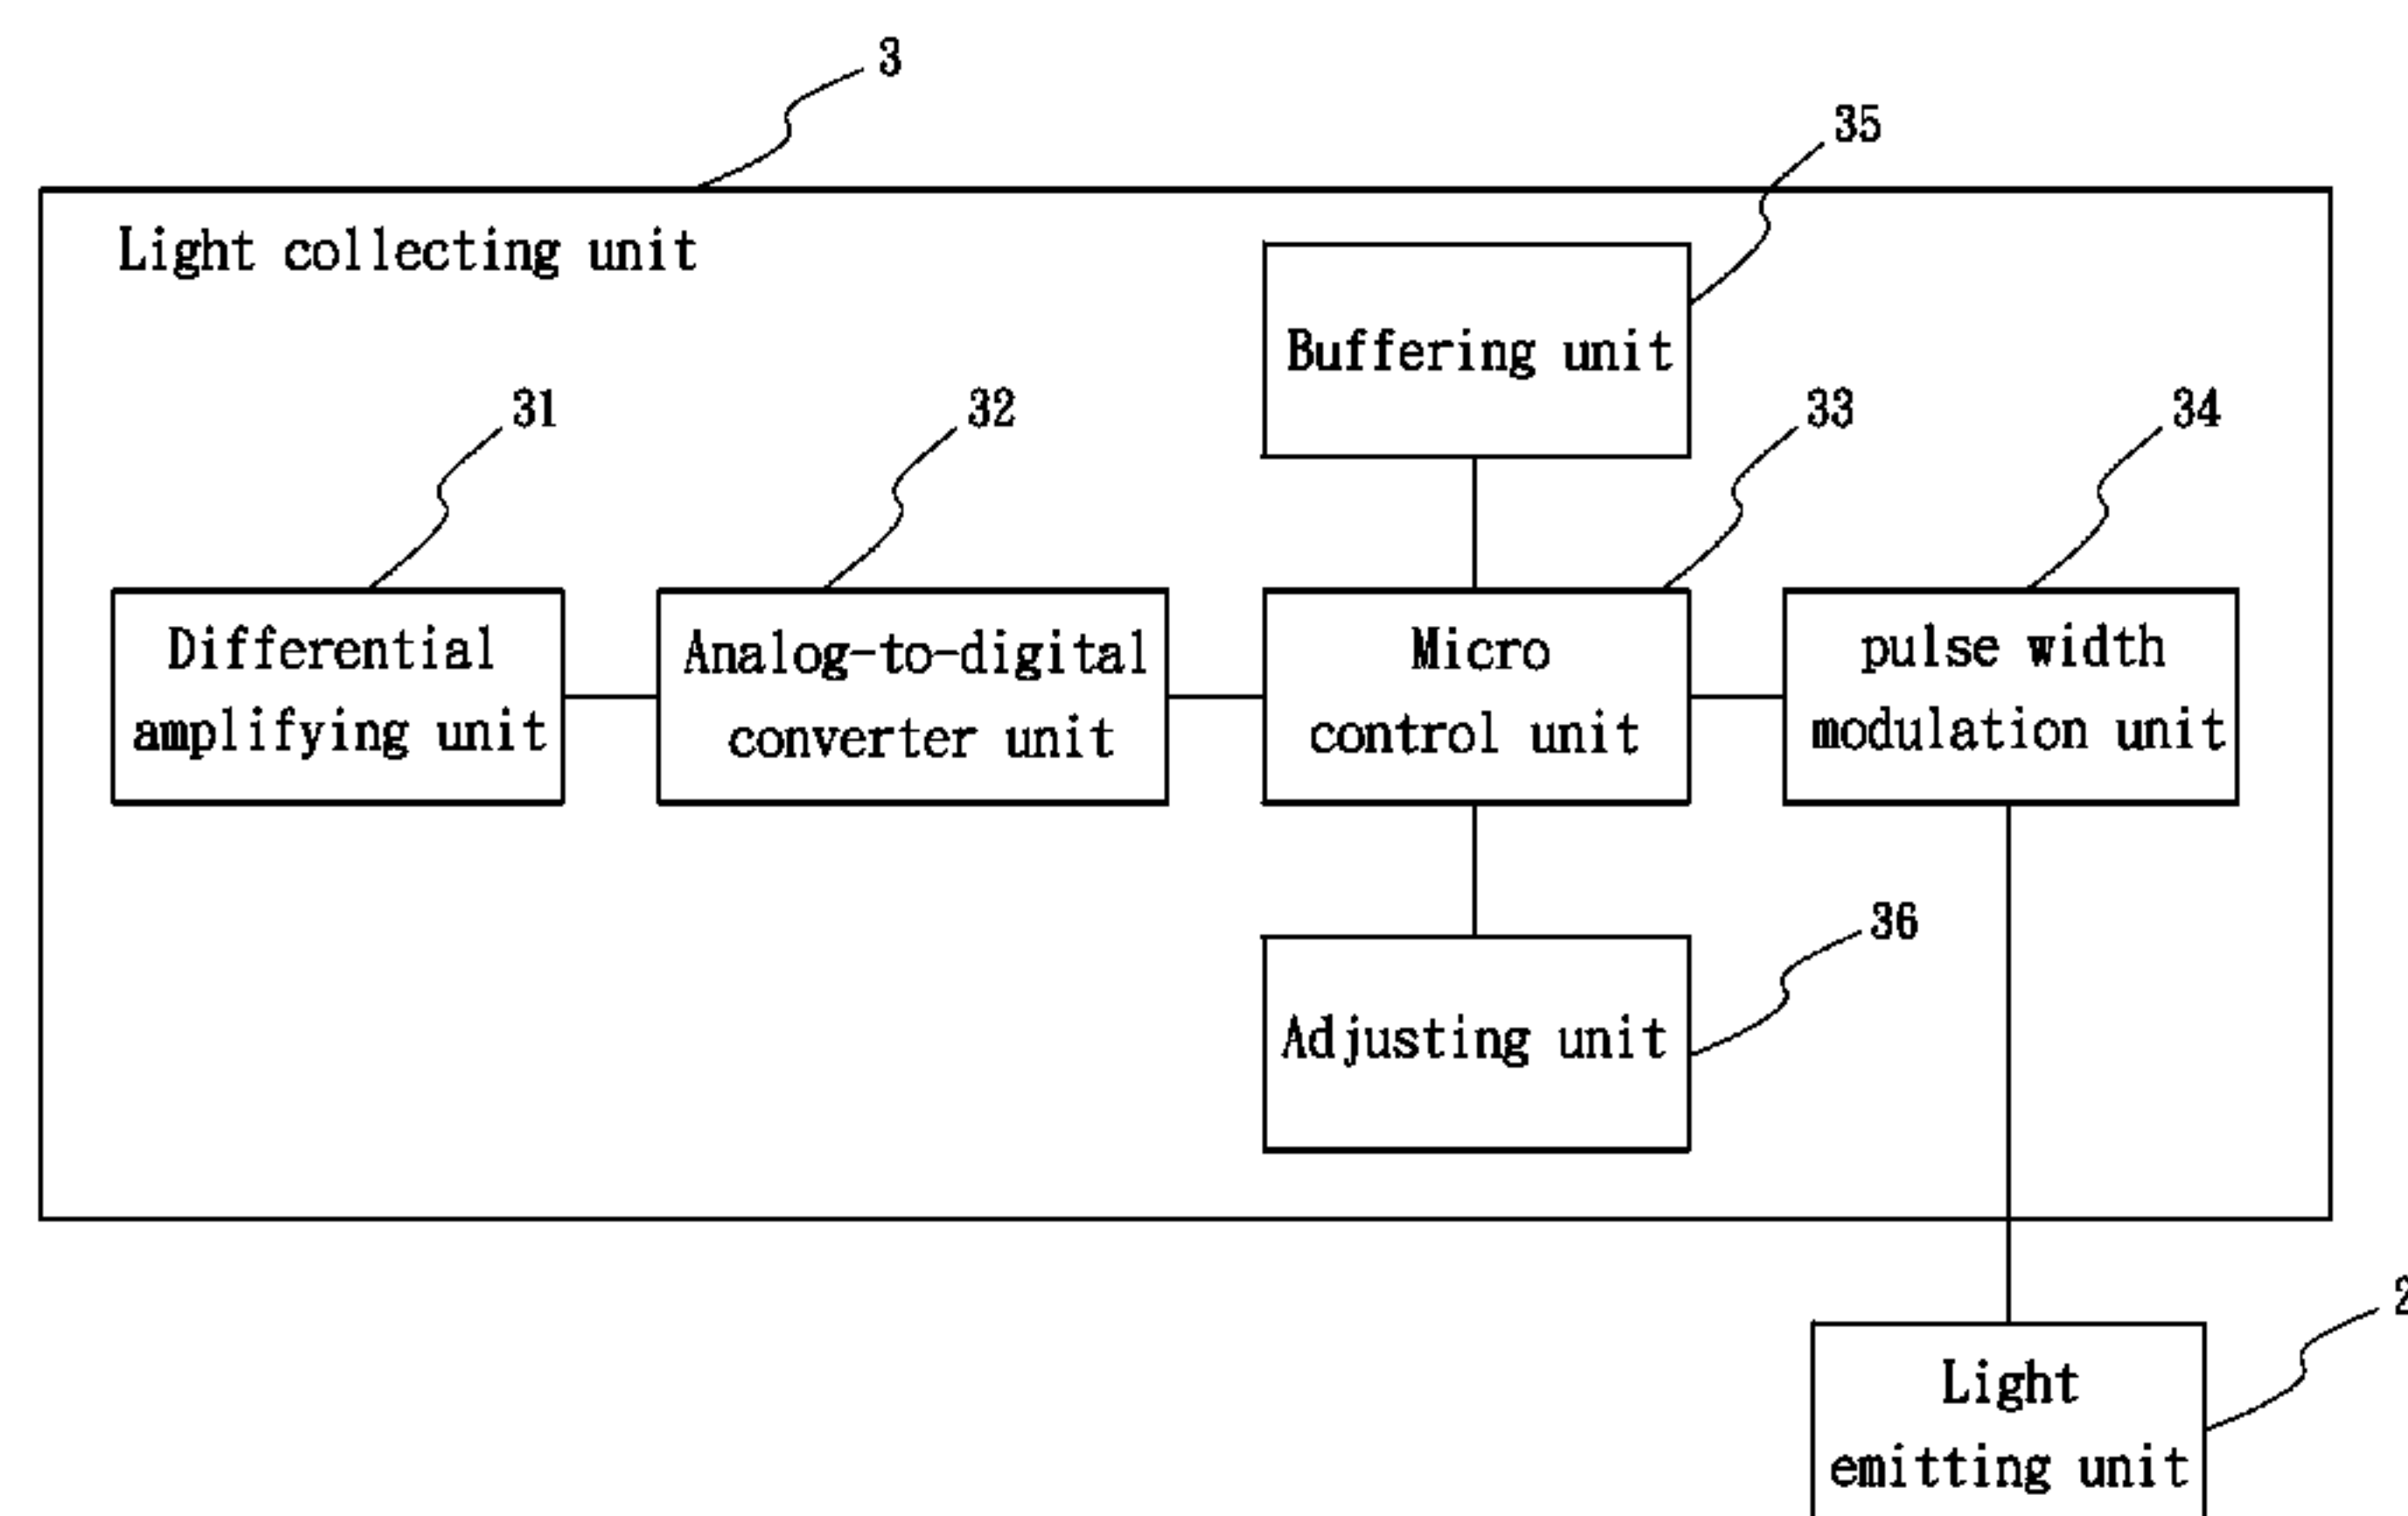 3
35
Light collecting unit
Buffering unit
31
32
33
34
Differential
amplifying unit
Analog-to-digital
converter unit
Micro
control unit
pulse width
modulation unit
36
Adjusting unit
2
Light
emitting unit